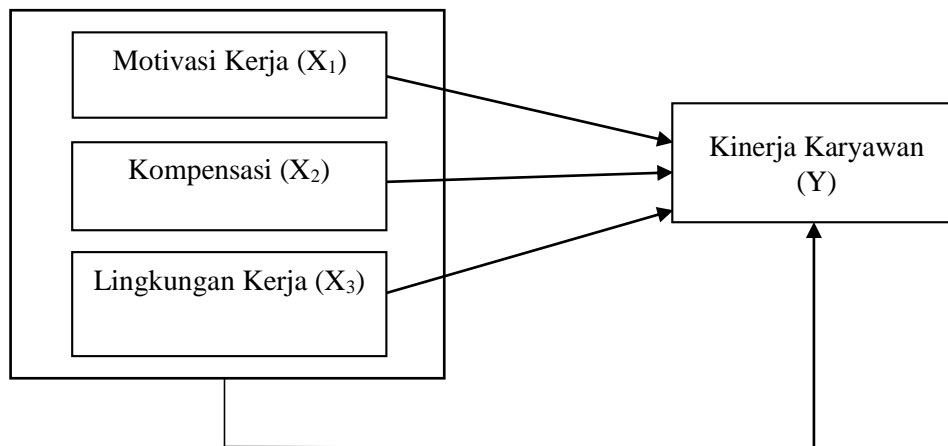 Motivasi Kerja (X₁)
Kompensasi (X₂)
Lingkungan Kerja (X₃)
Kinerja Karyawan
(Y)